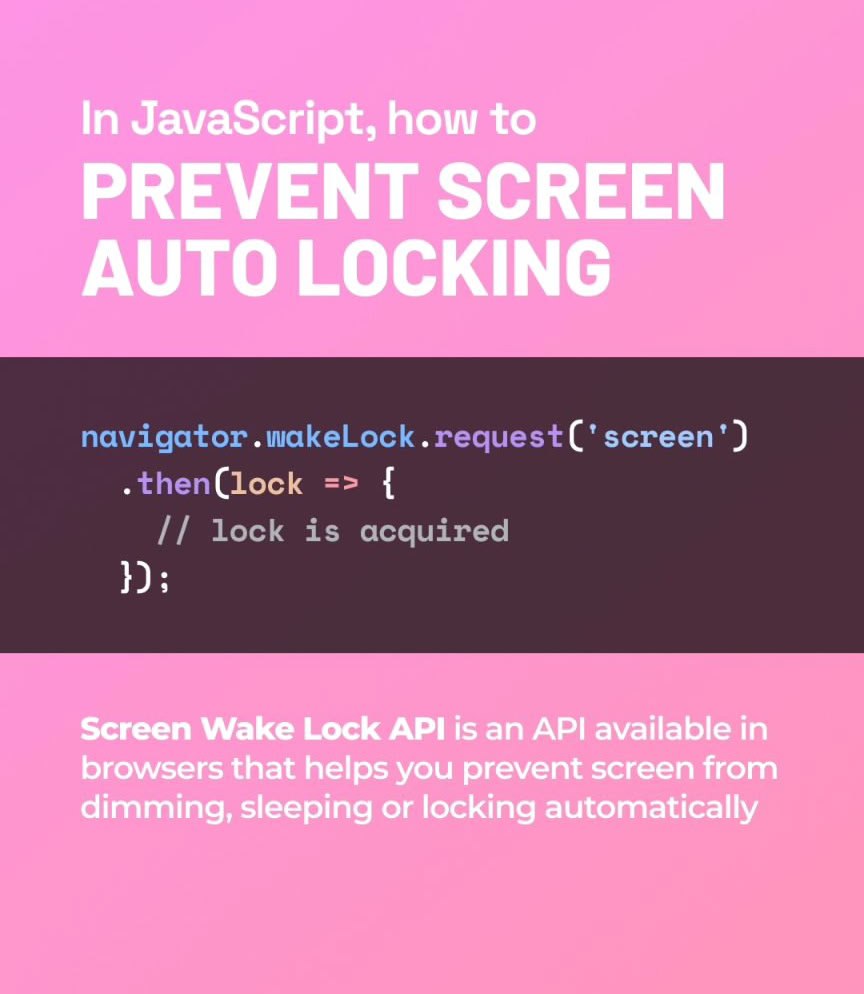 In JavaScript, how to
PREVENT SCREEN
AUTO LOCKING
navigator.wakeLock.request('screen')
  .then(lock => {
    // lock is acquired
  });
Screen Wake Lock API is an API available in
browsers that helps you prevent screen from
dimming, sleeping or locking automatically